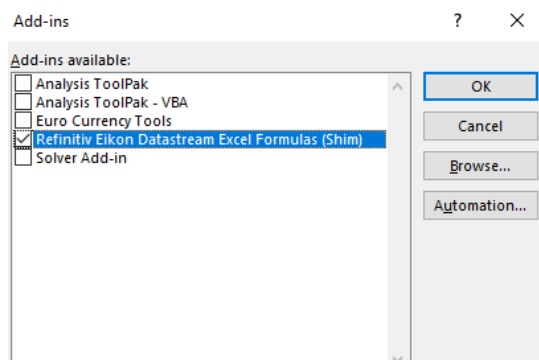 Add-ins ? ×
Add-ins available:
Analysis ToolPak
Analysis ToolPak - VBA
Euro Currency Tools
Refinitiv Eikon Datastream Excel Formulas (Shim)
Solver Add-in
OK
Cancel
Browse...
Automation...